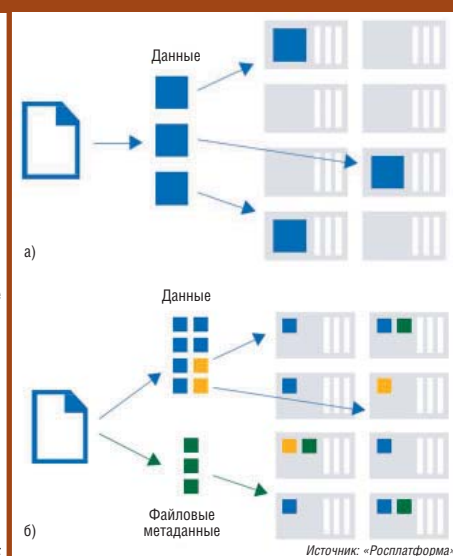 Данные
а)
Данные
Файловые
метаданные
б)
Источник: «Росплатформа»